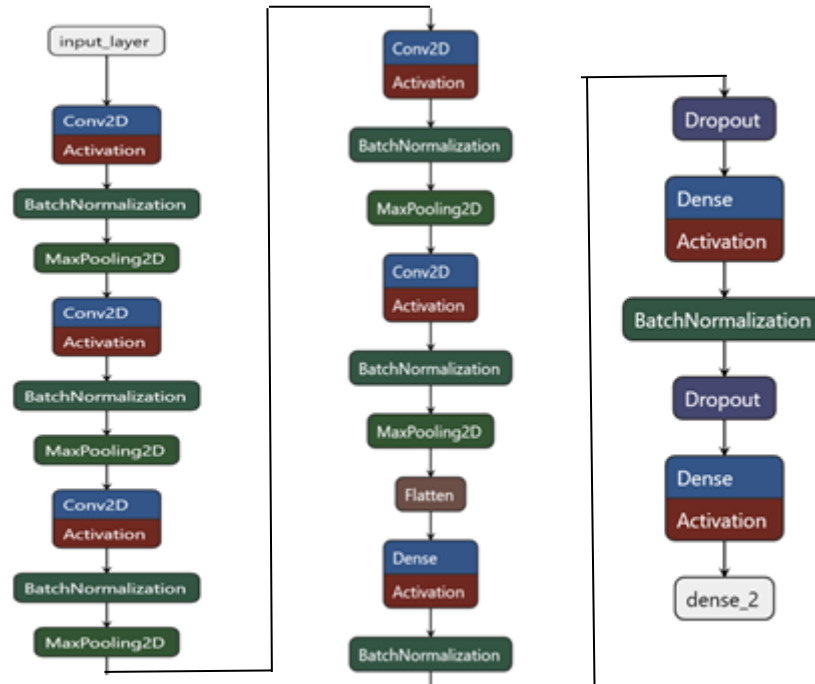 input_layer
Conv2D
Activation
BatchNormalization
MaxPooling2D
Conv2D
Activation
BatchNormalization
MaxPooling2D
Conv2D
Activation
BatchNormalization
MaxPooling2D
Conv2D
Activation
BatchNormalization
MaxPooling2D
Conv2D
Activation
BatchNormalization
MaxPooling2D
Flatten
Dense
Activation
BatchNormalization
Dropout
Dense
Activation
BatchNormalization
Dropout
Dense
Activation
dense_2